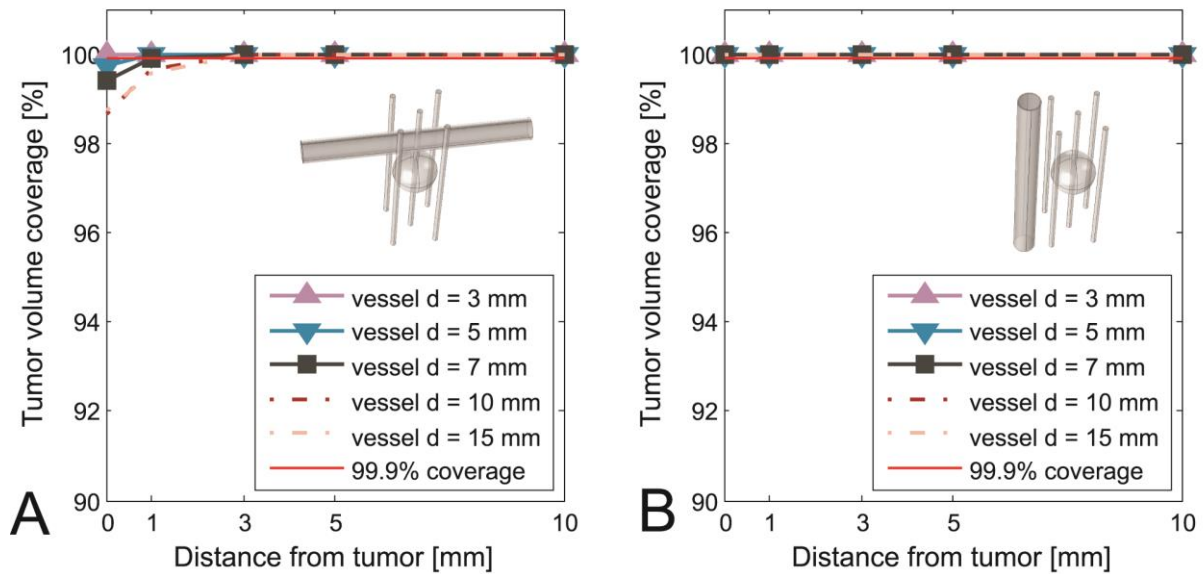 Tumor volume coverage [%]
100
98
96
94
92
90
vessel d = 3 mm
vessel d = 5 mm
vessel d = 7 mm
vessel d = 10 mm
vessel d = 15 mm
99.9% coverage
0 1 3 5 10
Distance from tumor [mm]
A
Tumor volume coverage [%]
100
98
96
94
92
90
vessel d = 3 mm
vessel d = 5 mm
vessel d = 7 mm
vessel d = 10 mm
vessel d = 15 mm
99.9% coverage
0 1 3 5 10
Distance from tumor [mm]
B